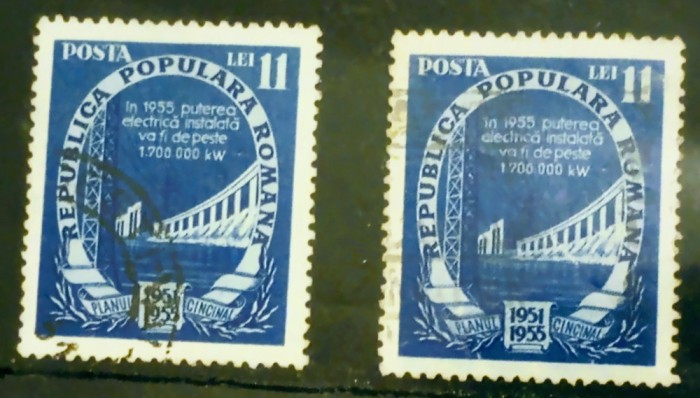 POSTA LEI 11
REPUBLICA POPULARA ROMANA
în 1955 puterea
electrică instalată
va fi de peste
1.700 000 kW
PLANUL 1951 1955 CINCINAL
POSTA LEI 11
REPUBLICA POPULARA ROMANA
în 1955 puterea
electrică instalată
va fi de peste
1.700 000 kW
PLANUL 1951 1955 CINCINAL